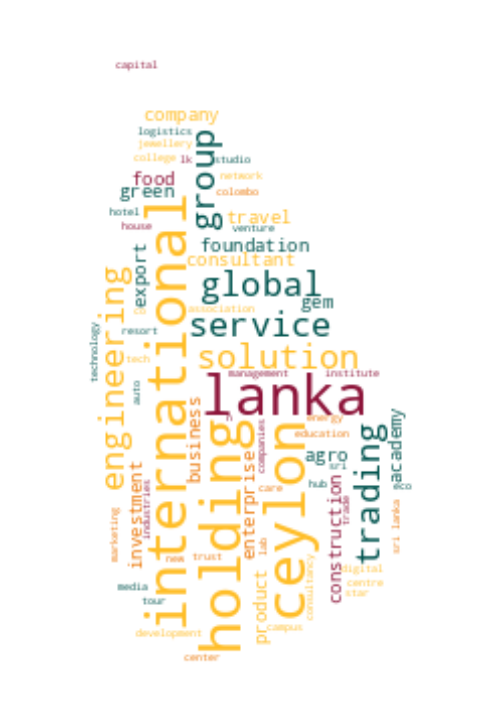 capital
company
logistics
jewellery
college
lk
studio
group
food
network
green
colombo
hotel
house
international
travel
venture
foundation
consultant
export
engineering
global
gem
association
service
technology
resort
solution
tech
management
institute
lanka
auto
business
holding
ceylon
energy
education
companies
trading
academy
agro
sri
enterprise
investment
industries
care
hub
eco
construction
trade
marketing
sri lanka
lab
new
trust
consultancy
digital
centre
star
media
tour
product
campus
development
center